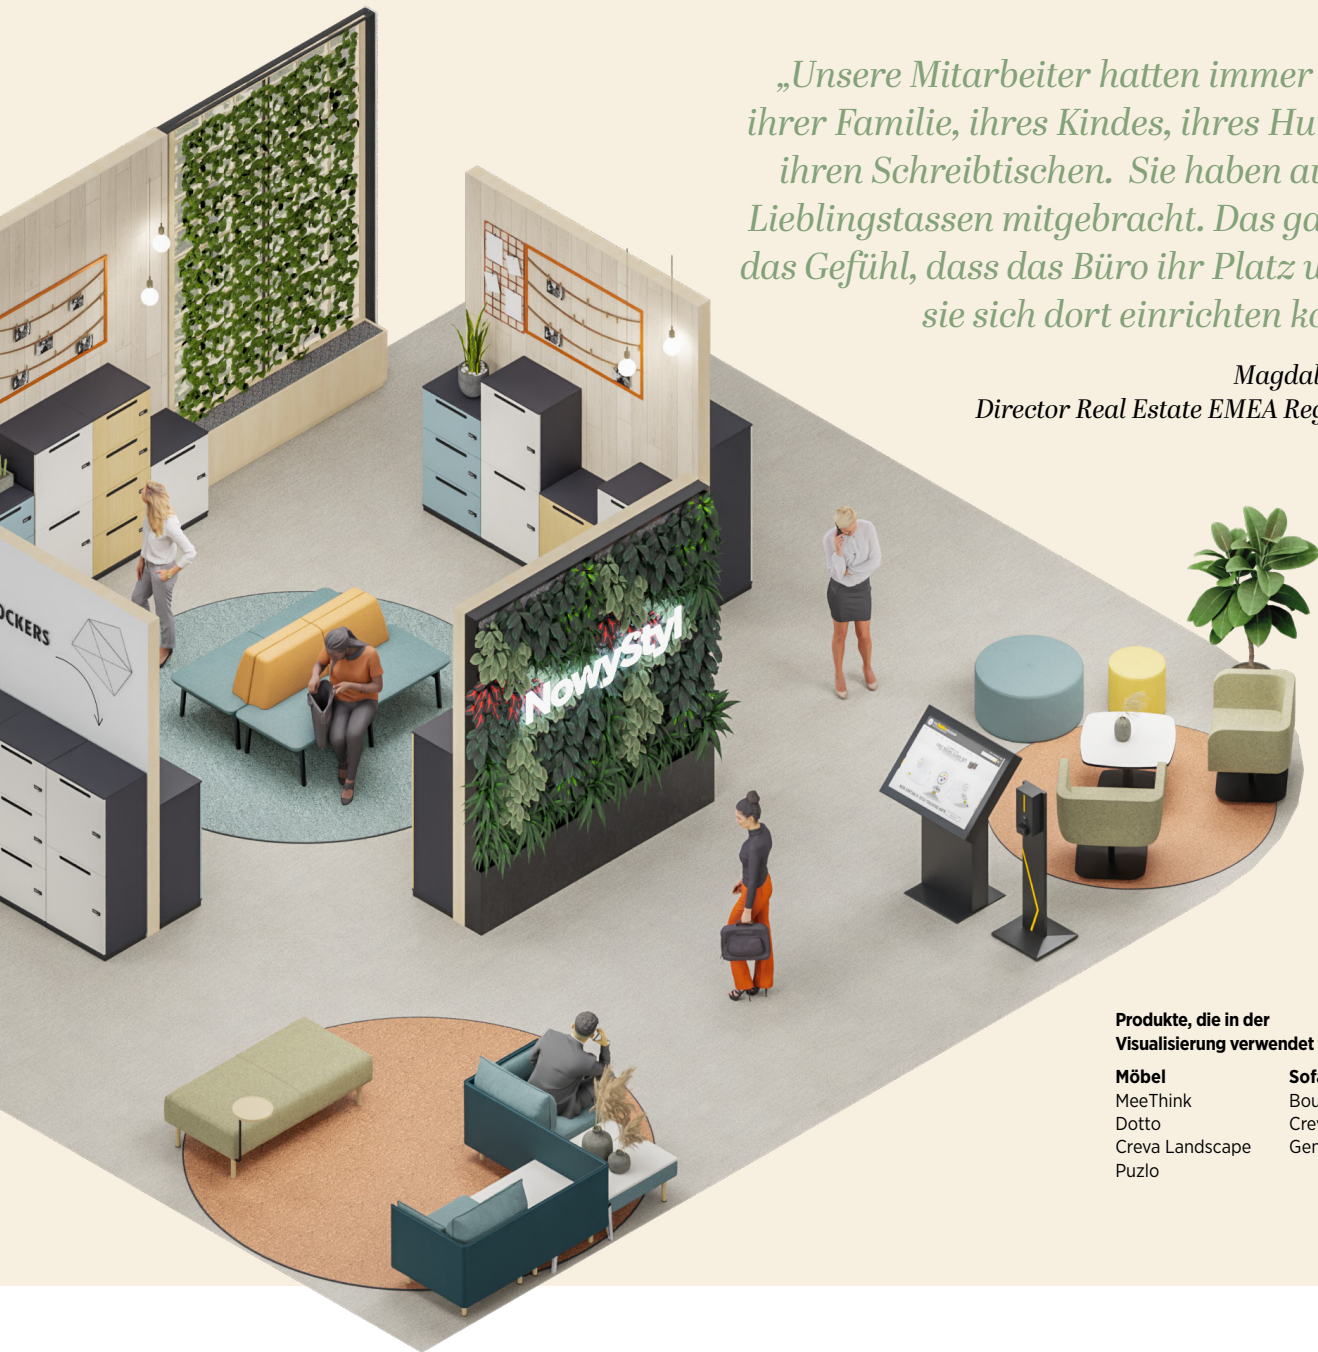 „Unsere Mitarbeiter hatten immer
ihrer Familie, ihres Kindes, ihres Hu
ihren Schreibtischen. Sie haben au
Lieblingstassen mitgebracht. Das ga
das Gefühl, dass das Büro ihr Platz u
sie sich dort einrichten ko
Magdal
Director Real Estate EMEA Reg
OCKERS
NowyStyl
Produkte, die in der
Visualisierung verwendet
Möbel
MeeThink
Dotto
Creva Landscape
Puzlo
Sofa
Bou
Crev
Gen